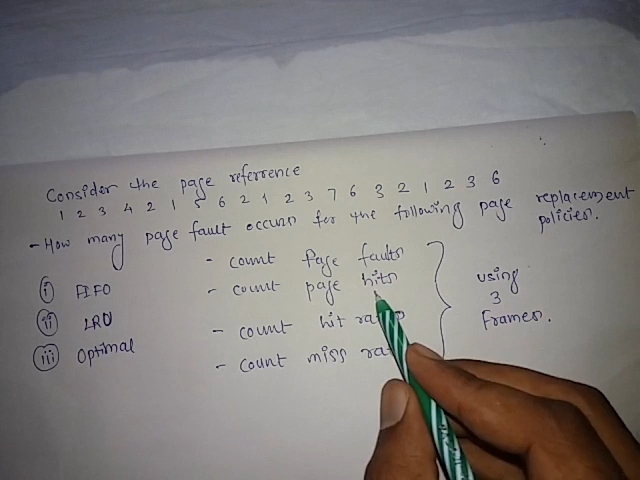 Consider the page referrence
1 2 3 4 2 1 5 6 2 1 2 3 7 6 3 2 1 2 3 6
- How many page fault occurs for the following page replacement policies.
(i) FIFO
(ii) LRU
(iii) Optimal
- count Page faults
- count page hits
- count hit ratio
- count miss
using
3
frames.